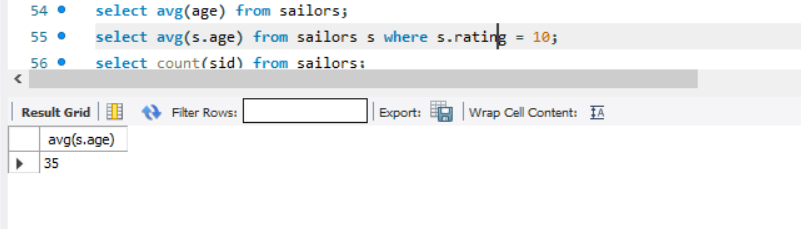 54 select avg(age) from sailors;
55 select avg(s.age) from sailors s where s.rating = 10;
56 select count(sid) from sailors;
Result Grid Filter Rows: Export: Wrap Cell Content: IA
avg(s.age)
35